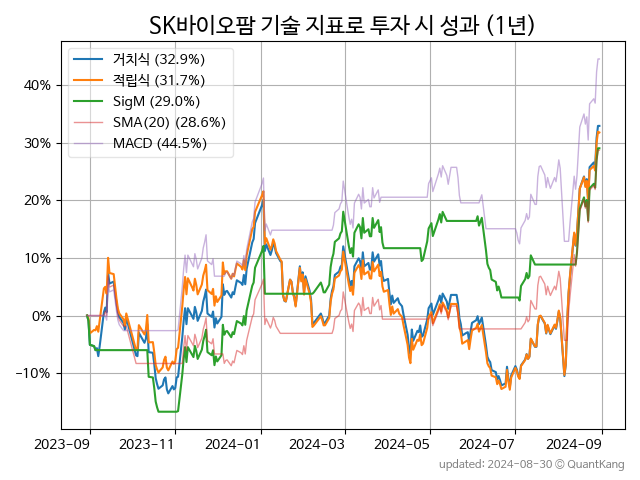 SK바이오팜 기술 지표로 투자 시 성과 (1년)
거치식 (32.9%)
적립식 (31.7%)
SigM (29.0%)
SMA(20) (28.6%)
MACD (44.5%)
40%
30%
20%
10%
0%
−10%
2023-09 2023-11 2024-01 2024-03 2024-05 2024-07 2024-09
updated: 2024-08-30 © QuantKang